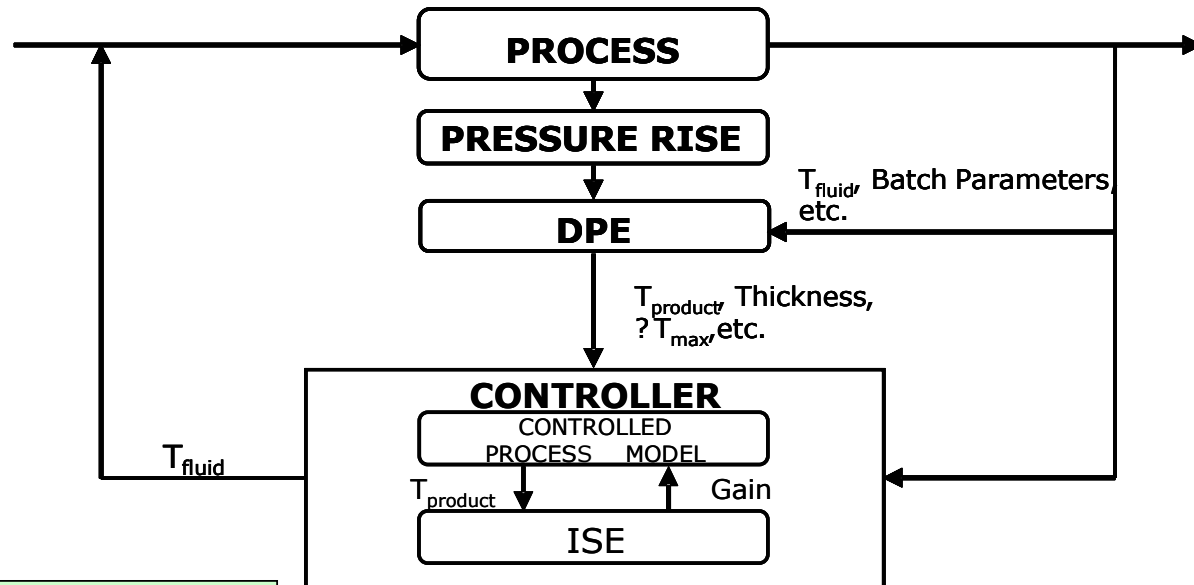 PROCESS
PRESSURE RISE
Tfluid, Batch Parameters,
etc.
DPE
Tproduct, Thickness,
?Tmax,etc.
CONTROLLER
CONTROLLED
PROCESS MODEL
Tfluid
Tproduct
Gain
ISE